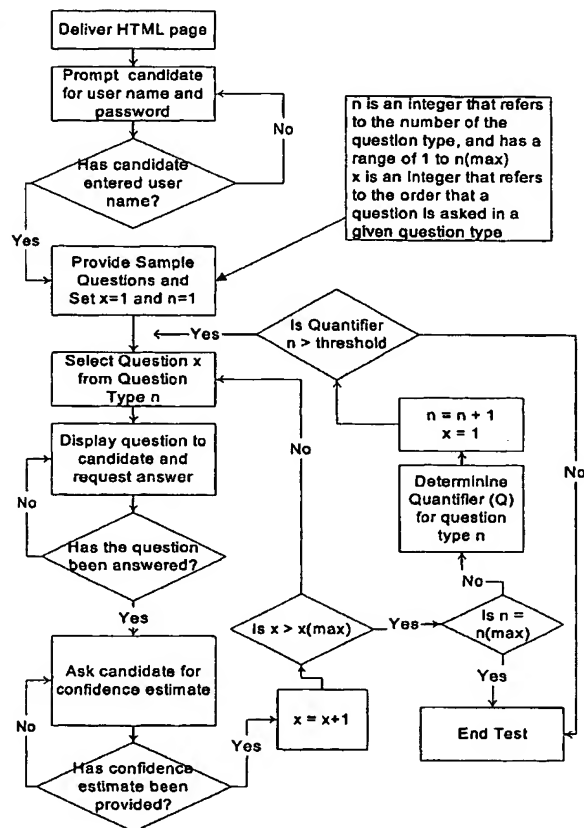 Deliver HTML page
Prompt candidate
for user name and
password
No
n is an integer that refers
to the number of the
question type, and has a
range of 1 to n(max)
x is an Integer that refers
to the order that a
question is asked in a
given question type
Has candidate
entered user
name?
Yes
Provide Sample
Questions and
Set x=1 and n=1
Yes
Is Quantifier
n > threshold
Select Question x
from Question
Type n
n = n + 1
x = 1
No
No
Display question to
candidate and
request answer
No
Determinine
Quantifier (Q)
for question
type n
Has the question
been answered?
No
Yes
Is x > x(max)
Yes
Is n =
n(max)
Ask candidate for
confidence estimate
Yes
No
x = x+1
End Test
Yes
Has confidence
estimate been
provided?